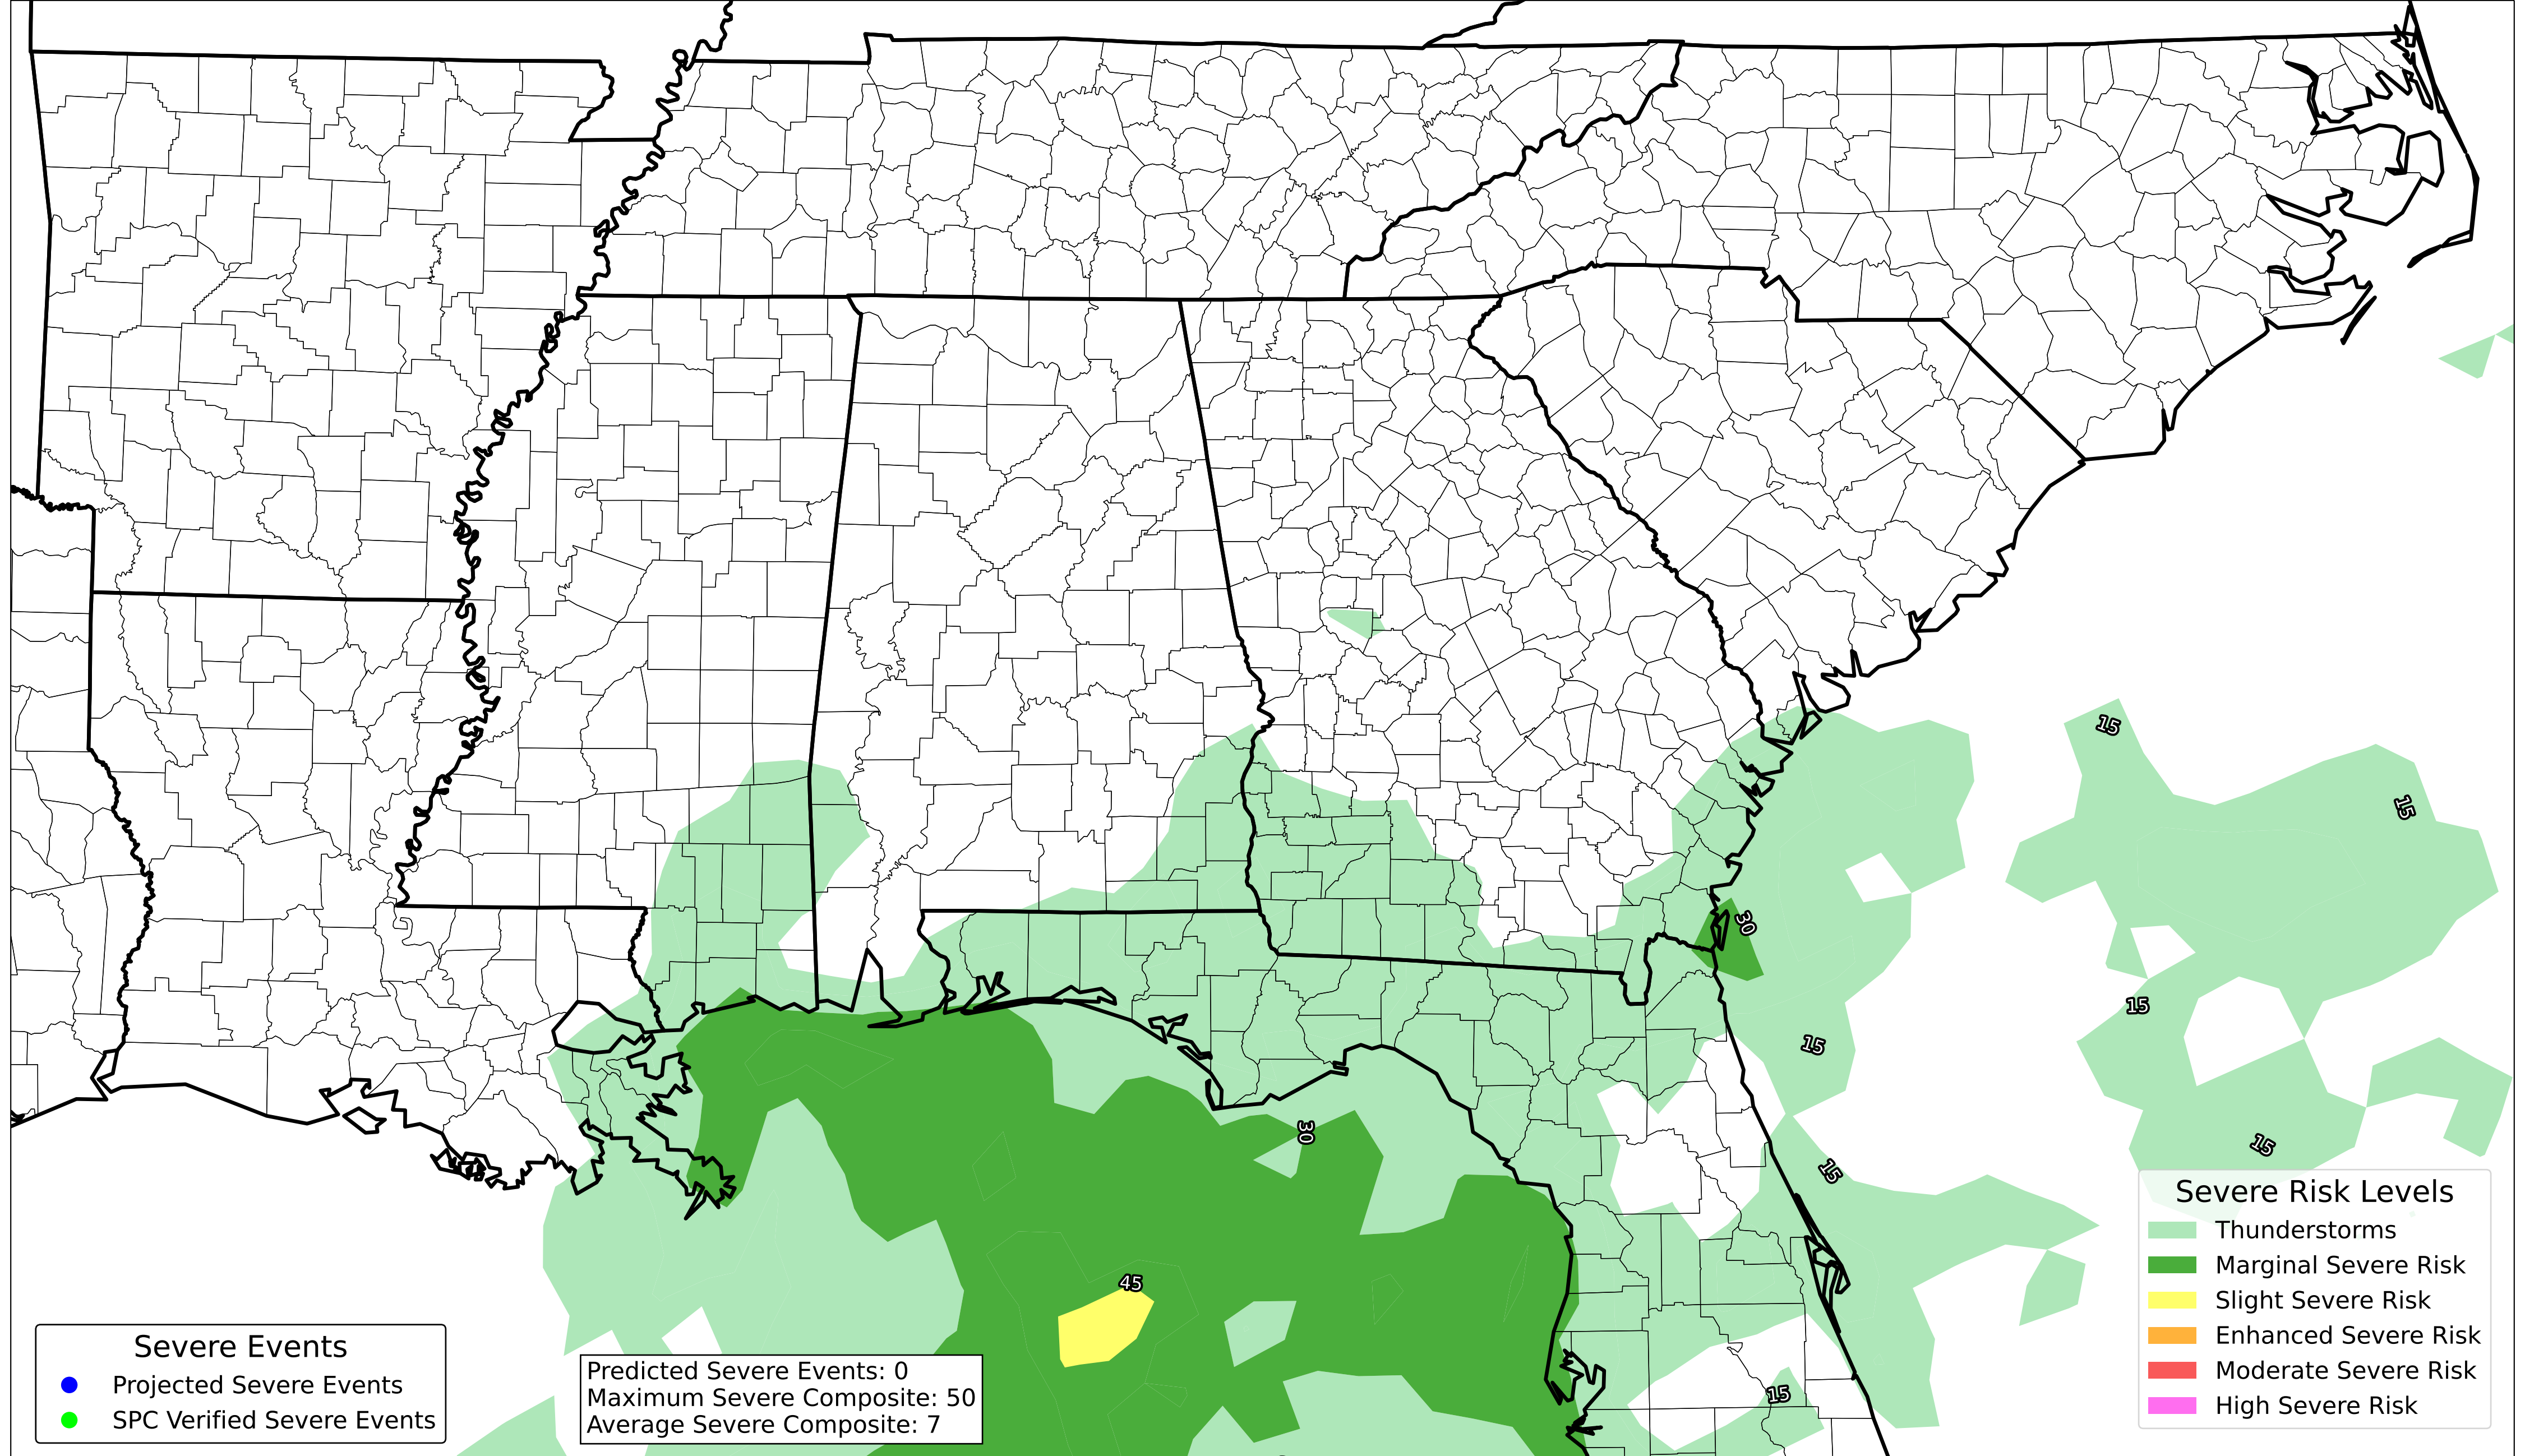 15
15
30
15
15
30
15
15
45
15
Severe Risk Levels
Thunderstorms
Marginal Severe Risk
Slight Severe Risk
Enhanced Severe Risk
Moderate Severe Risk
High Severe Risk
Severe Events
Projected Severe Events
SPC Verified Severe Events
Predicted Severe Events: 0
Maximum Severe Composite: 50
Average Severe Composite: 7